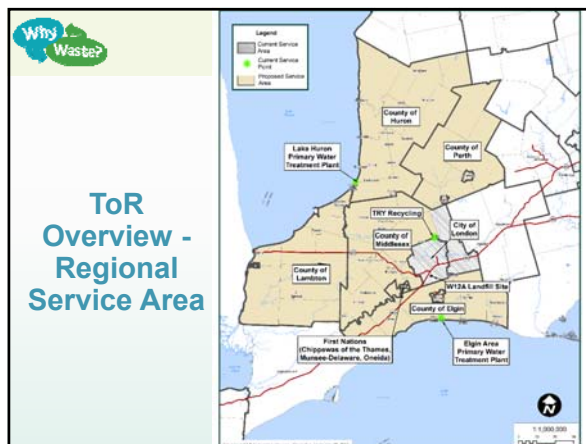 Why
Waste?
ToR
Overview -
Regional
Service Area
Legend
Current Service
Area
Current Service
Point
Proposed Service
Area
County of
Huron
County of
Perth
Lake Huron
Primary Water
Treatment Plant
TRY Recycling
City of
London
County of
Middlesex
County of
Lambton
W12A Landfill Site
County of Elgin
First Nations
(Chippewas of the Thames,
Munsee-Delaware, Oneida)
Elgin Area
Primary Water
Treatment Plant
N
1:1,000,000